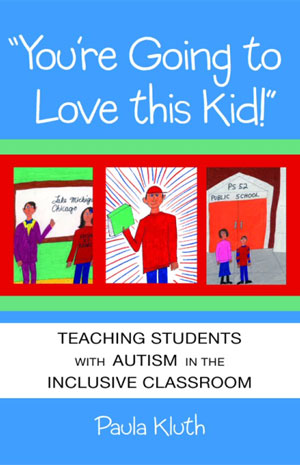 "You're Going to
Love this Kid!"
Lake Michigan
Chicago
PS 52
PUBLIC SCHOOL
TEACHING STUDENTS
WITH AUTISM IN THE
INCLUSIVE CLASSROOM
Paula Kluth